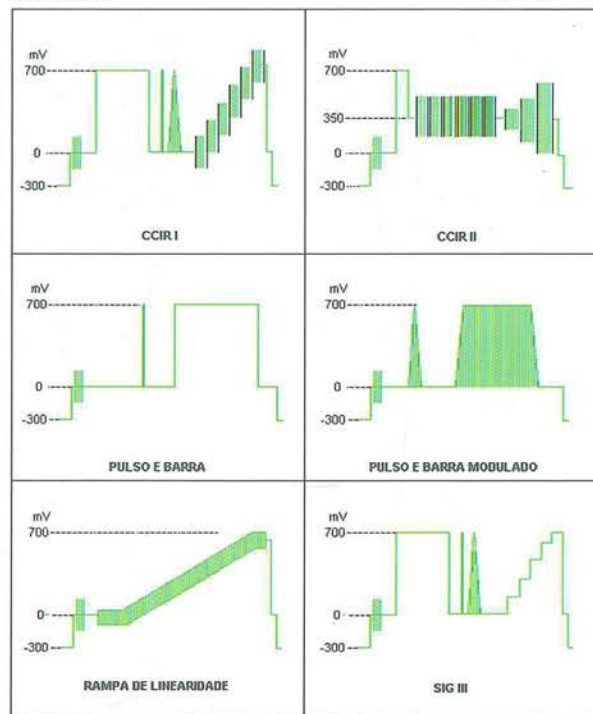 mV
700
0
-300
CCIR I
mV
700
350
0
-300
CCIR II
mV
700
0
-300
PULSO E BARRA
mV
700
0
-300
PULSO E BARRA MODULADO
mV
700
0
-300
RAMPA DE LINEARIDADE
mV
700
0
-300
SIG III